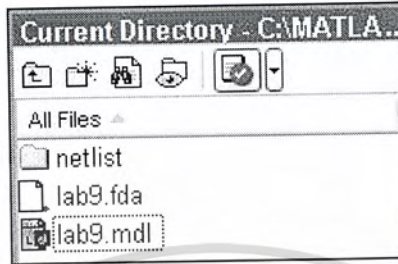 Current Directory - C:\MATLA...
All Files
netlist
lab9.fda
lab9.mdl